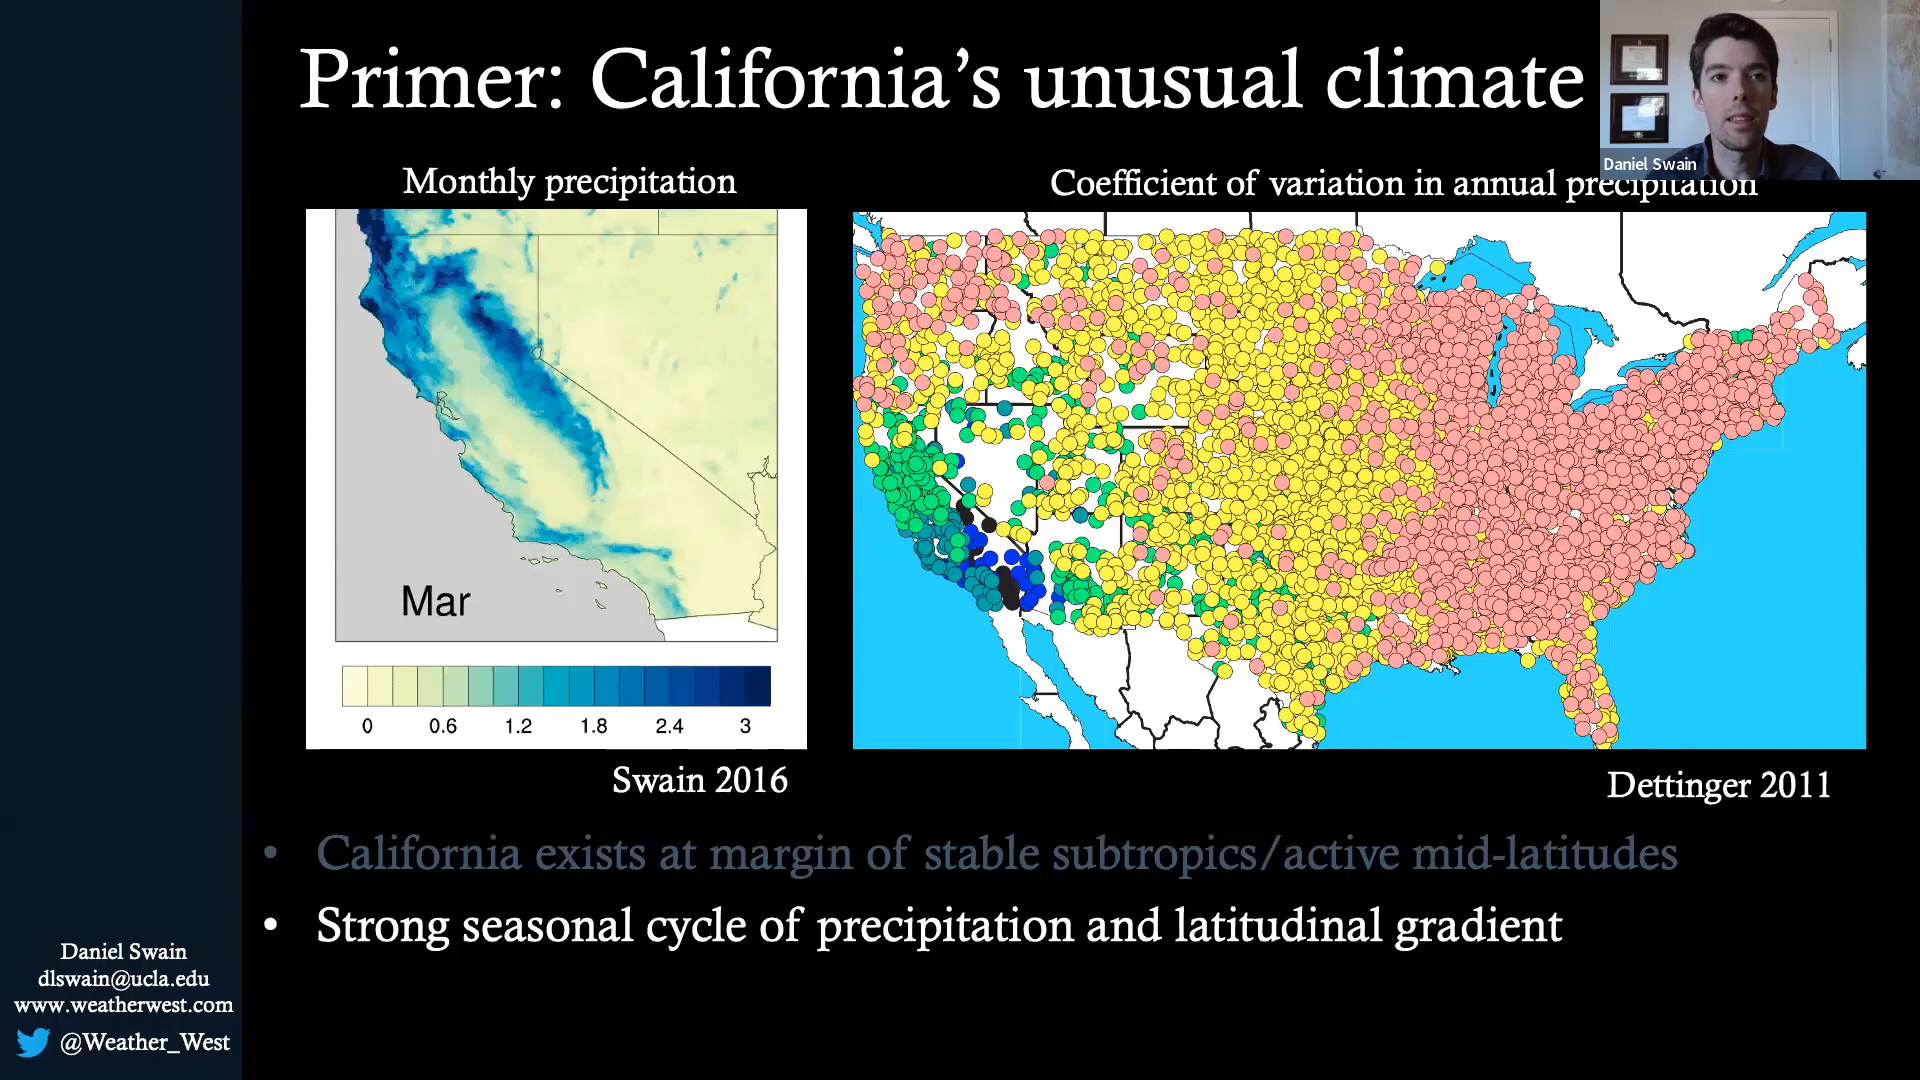 Primer: California’s unusual climate
Daniel Swain
Monthly precipitation
Coefficient of variation in annual precipitation
Mar
0 0.6 1.2 1.8 2.4 3
Swain 2016
Dettinger 2011
• California exists at margin of stable subtropics/active mid-latitudes
• Strong seasonal cycle of precipitation and latitudinal gradient
Daniel Swain
dlswain@ucla.edu
www.weatherwest.com
@Weather_West